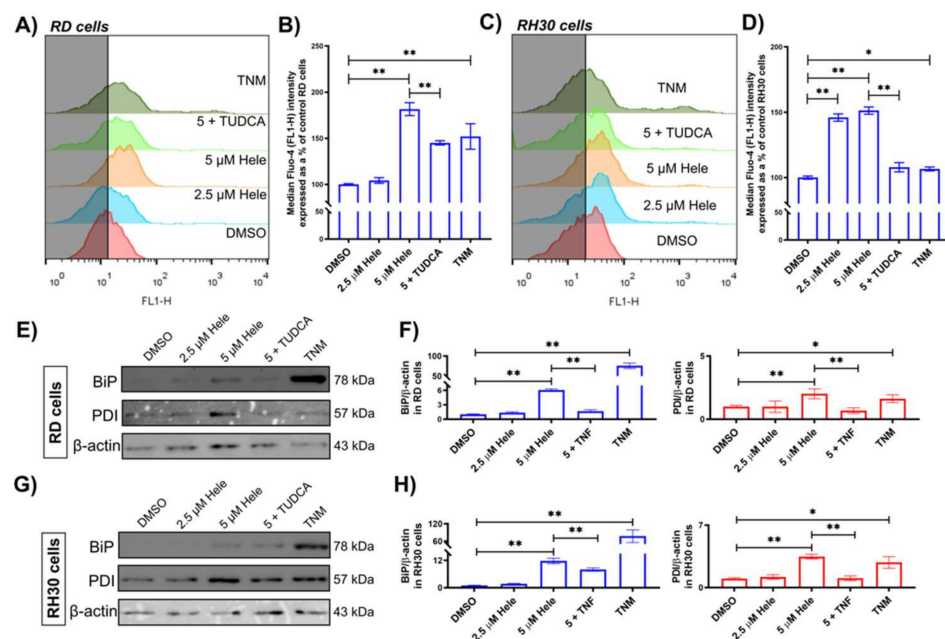 A)
RD cells
TNM
5 + TUDCA
5 µM Hele
2.5 µM Hele
DMSO
10⁰ 10¹ 10² 10³ 10⁴
FL1-H
B)
Median Fluo-4 (FL1-H) intensity
expressed as a % of control RD cells
250
200
150
100
50
0
**
**
**
DMSO
2.5 µM Hele
5 µM Hele
5 + TUDCA
TNM
C)
RH30 cells
TNM
5 + TUDCA
5 µM Hele
2.5 µM Hele
DMSO
10⁰ 10¹ 10² 10³ 10⁴
FL1-H
D)
Median Fluo-4 (FL1-H) intensity
expressed as a % of control RH30 cells
200
150
100
50
0
*
**
**
**
DMSO
2.5 µM Hele
5 µM Hele
5 + TUDCA
TNM
E)
RD cells
DMSO
2.5 µM Hele
5 µM Hele
5 + TUDCA
TNM
BiP 78 kDa
PDI 57 kDa
β-actin 43 kDa
F)
BiP/β-actin
in RD cells
100
75
50
25
6
3
0
**
**
**
DMSO
2.5 µM Hele
5 µM Hele
5 + TNF
TNM
PDI/β-actin
in RD cells
5
0
*
**
**
DMSO
2.5 µM Hele
5 µM Hele
5 + TNF
TNM
G)
RH30 cells
DMSO
2.5 µM Hele
5 µM Hele
5 + TUDCA
TNM
BiP 78 kDa
PDI 57 kDa
β-actin 43 kDa
H)
BiP/β-actin
in RH30 cells
120
70
20
12
0
**
**
**
DMSO
2.5 µM Hele
5 µM Hele
5 + TNF
TNM
PDI/β-actin
in RH30 cells
7
0
*
**
**
DMSO
2.5 µM Hele
5 µM Hele
5 + TNF
TNM